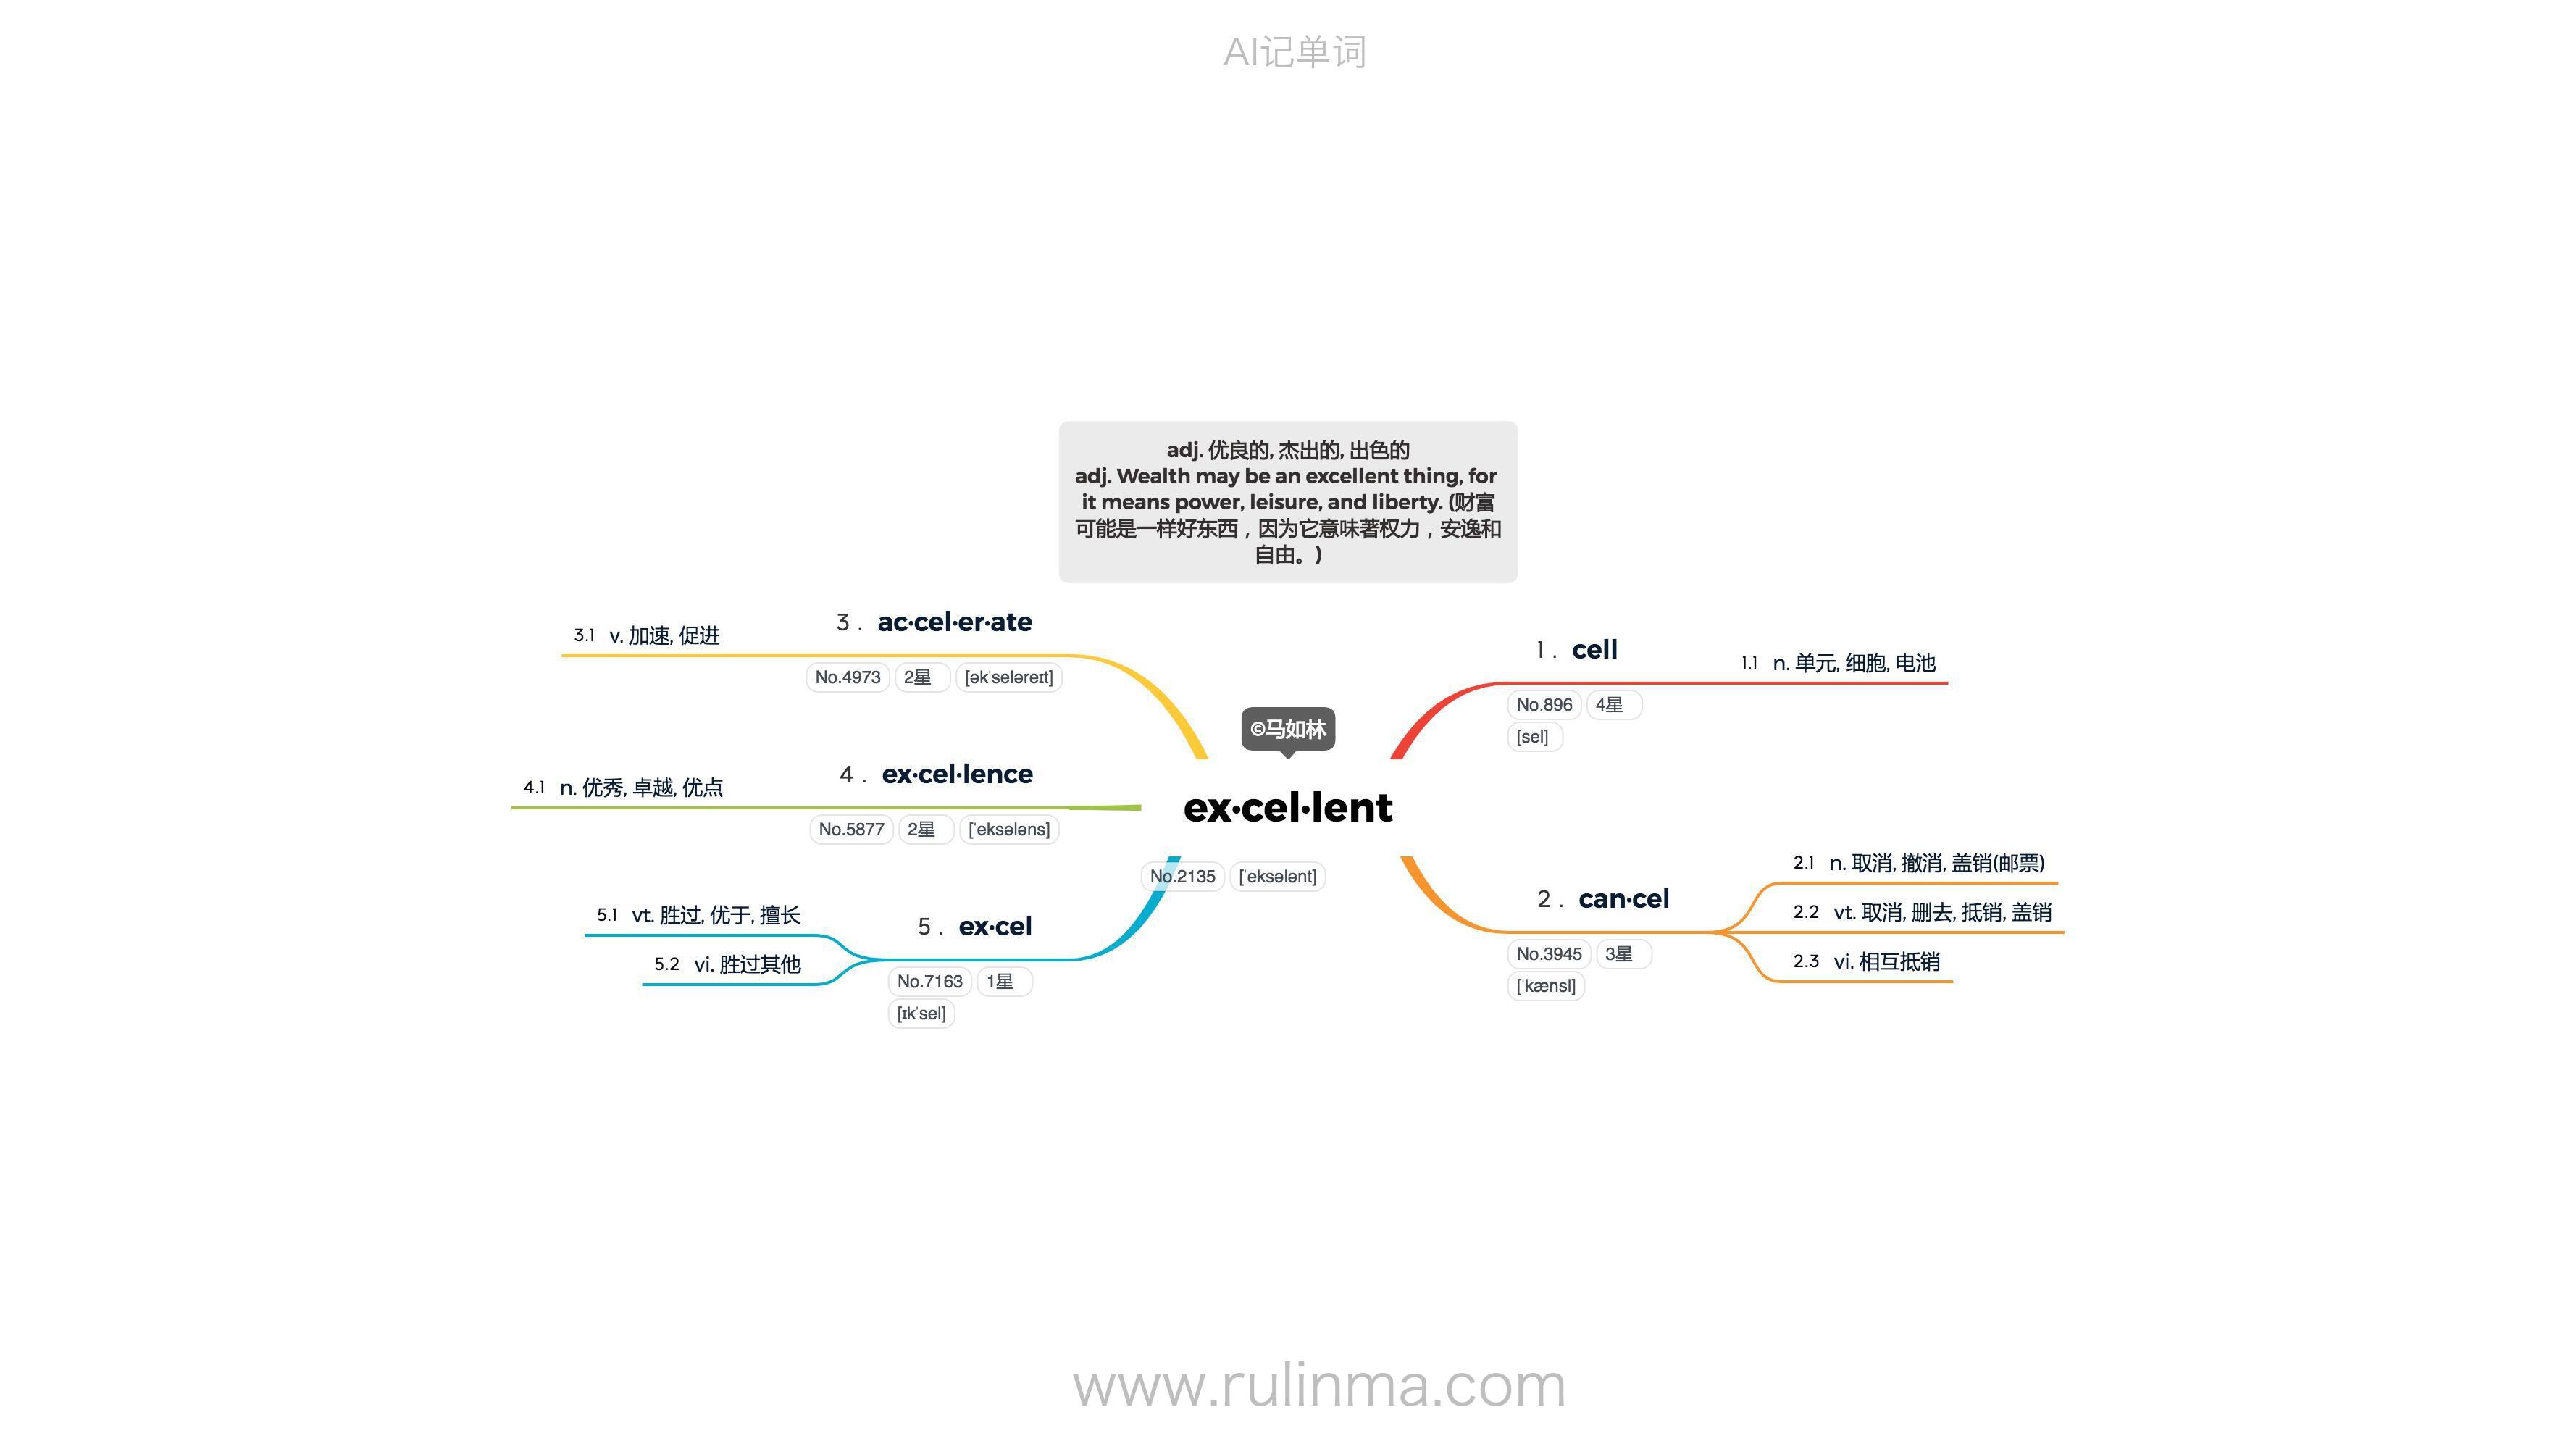 AI记单词
adj. 优良的, 杰出的, 出色的
adj. Wealth may be an excellent thing, for
it means power, leisure, and liberty. (财富
可能是一样好东西，因为它意味著权力，安逸和
自由。)
©马如林
ex·cel·lent
No.2135 [ˈeksələnt]
1. cell
No.896 4星
[sel]
1.1 n. 单元, 细胞, 电池
2. can·cel
No.3945 3星
[ˈkænsl]
2.1 n. 取消, 撤消, 盖销(邮票)
2.2 vt. 取消, 删去, 抵销, 盖销
2.3 vi. 相互抵销
3. ac·cel·er·ate
No.4973 2星 [əkˈseləreɪt]
3.1 v. 加速, 促进
4. ex·cel·lence
No.5877 2星 [ˈeksələns]
4.1 n. 优秀, 卓越, 优点
5. ex·cel
No.7163 1星
[ɪkˈsel]
5.1 vt. 胜过, 优于, 擅长
5.2 vi. 胜过其他
www.rulinma.com